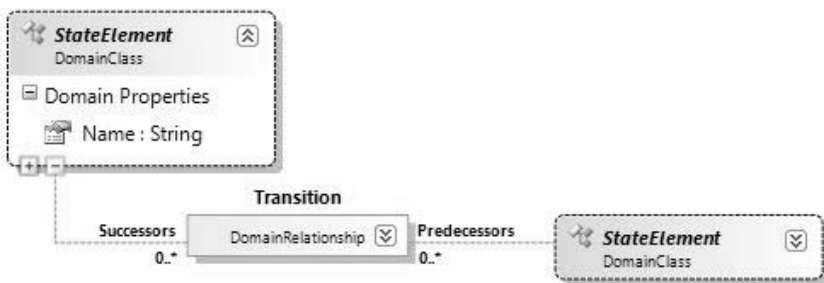 StateElement
DomainClass
Domain Properties
Name : String
Transition
Successors
DomainRelationship
Predecessors
0..*
0..*
StateElement
DomainClass